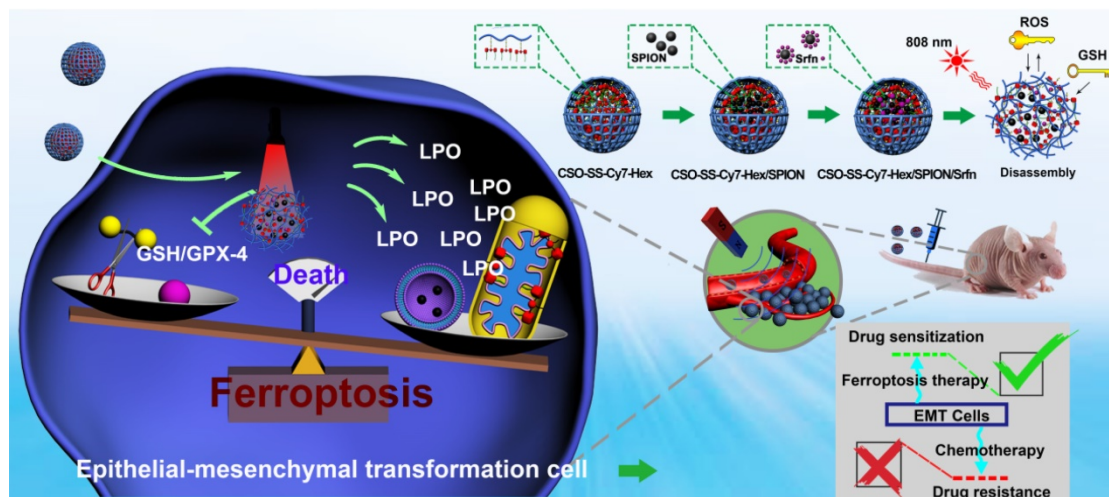 SPION
Srfn
808 nm
ROS
GSH
CSO-SS-Cy7-Hex
CSO-SS-Cy7-Hex/SPION
CSO-SS-Cy7-Hex/SPION/Srfn
Disassembly
LPO
LPO
LPO
LPO
LPO
LPO
LPO
GSH/GPX-4
Death
Ferroptosis
Epithelial-mesenchymal transformation cell
S
Drug sensitization
Ferroptosis therapy
EMT Cells
Chemotherapy
Drug resistance